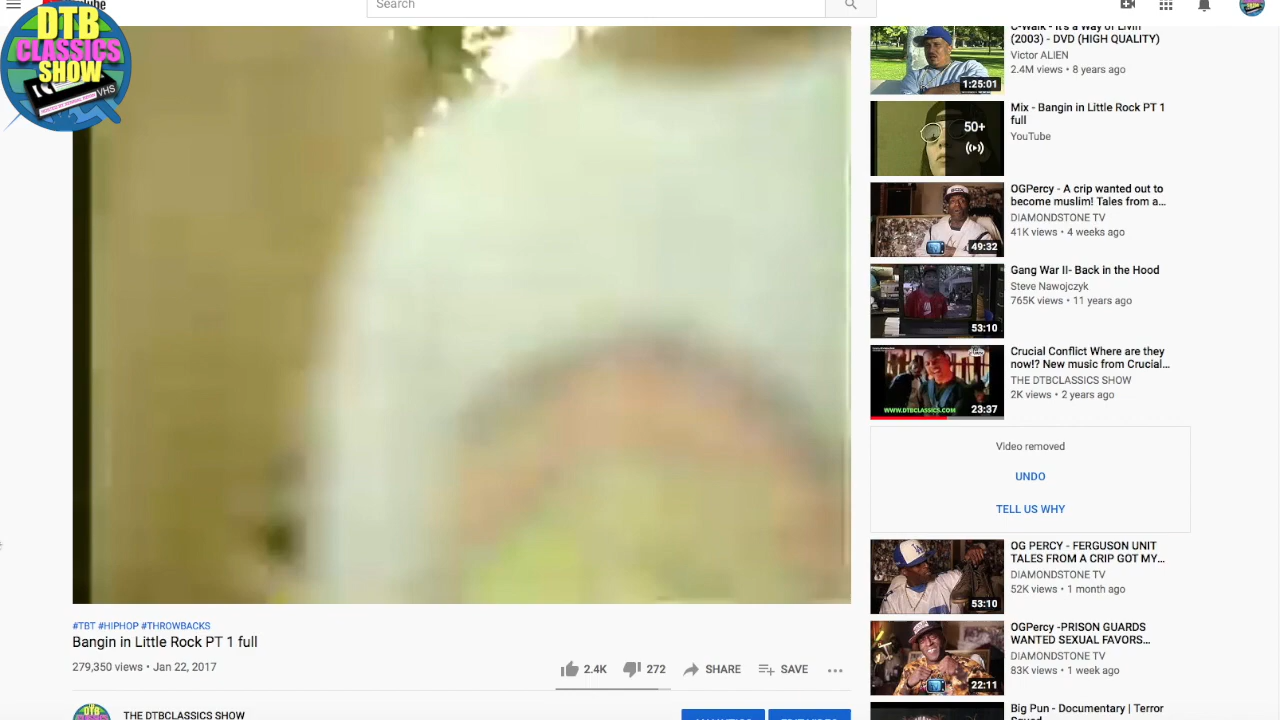 Search
DTB
CLASSICS
SHOW
VHS
(2003) - DVD (HIGH QUALITY)
Victor ALIEN
2.4M views • 8 years ago
1:25:01
50+
Mix - Bangin in Little Rock PT 1
full
YouTube
OGPercy - A crip wanted out to
become muslim! Tales from a...
DIAMONDSTONE TV
41K views • 4 weeks ago
49:32
Gang War II- Back in the Hood
Steve Nawojczyk
765K views • 11 years ago
53:10
Crucial Conflict Where are they
now!? New music from Crucial...
THE DTBCLASSICS SHOW
2K views • 2 years ago
WWW.DTBCLASSICS.COM
23:37
Video removed
UNDO
TELL US WHY
OG PERCY - FERGUSON UNIT
TALES FROM A CRIP GOT MY...
DIAMONDSTONE TV
52K views • 1 month ago
53:10
OGPercy -PRISON GUARDS
WANTED SEXUAL FAVORS...
DIAMONDSTONE TV
83K views • 1 week ago
22:11
Big Pun - Documentary | Terror
#TBT #HIPHOP #THROWBACKS
Bangin in Little Rock PT 1 full
279,350 views • Jan 22, 2017
2.4K
272
SHARE
SAVE
DTB
THE DTBCLASSICS SHOW